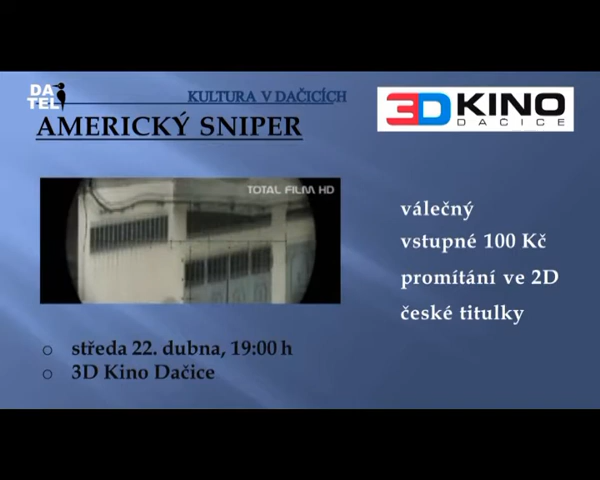 DA
TEL
KULTURA V DAČICÍCH
AMERICKÝ SNIPER
3D KINO
DACICE
TOTAL FILM HD
válečný
vstupné 100 Kč
promítání ve 2D
české titulky
středa 22. dubna, 19:00 h
3D Kino Dačice